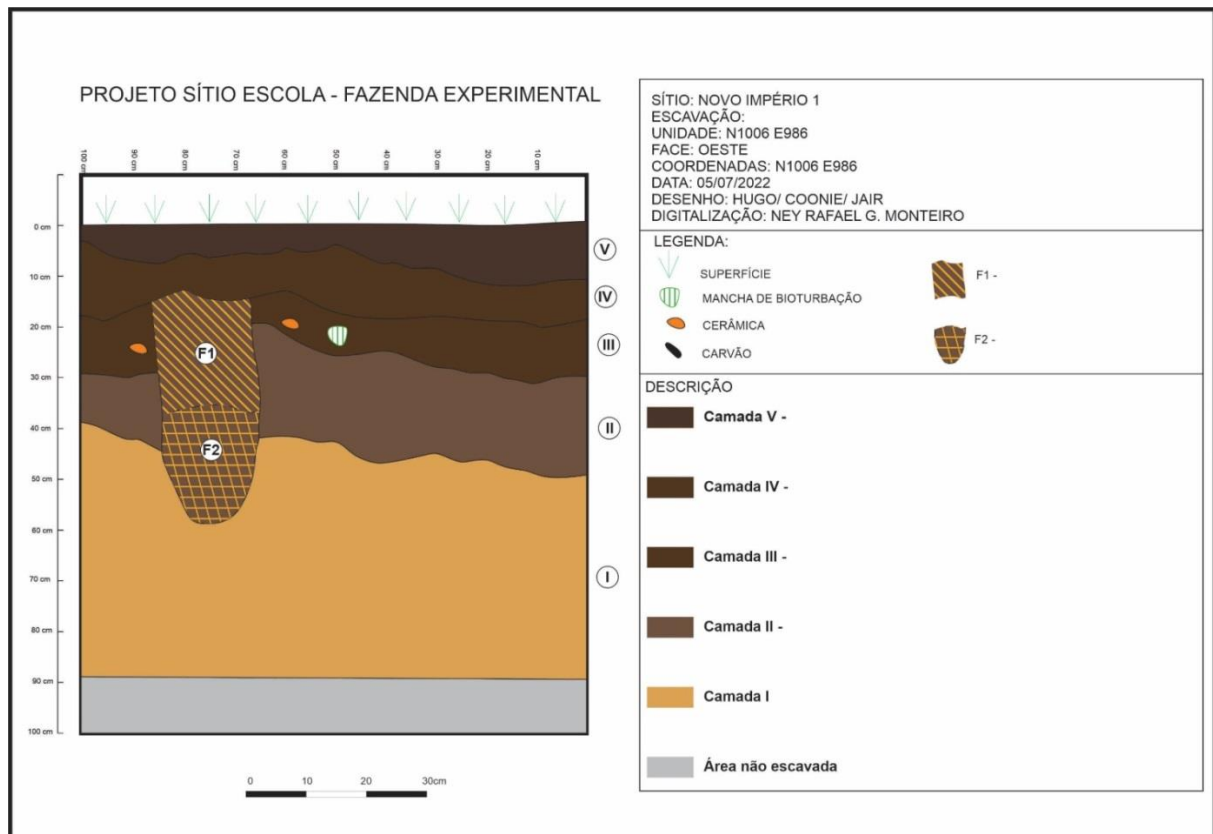 PROJETO SÍTIO ESCOLA - FAZENDA EXPERIMENTAL
100 cm
90 cm
80 cm
70 cm
60 cm
50 cm
40 cm
30 cm
20 cm
10 cm
0 cm
10 cm
20 cm
30 cm
40 cm
50 cm
60 cm
70 cm
80 cm
90 cm
100 cm
V
IV
III
II
I
F1
F2
0 10 20 30cm
SÍTIO: NOVO IMPÉRIO 1
ESCAVAÇÃO:
UNIDADE: N1006 E986
FACE: OESTE
COORDENADAS: N1006 E986
DATA: 05/07/2022
DESENHO: HUGO/ COONIE/ JAIR
DIGITALIZAÇÃO: NEY RAFAEL G. MONTEIRO
LEGENDA:
SUPERFÍCIE
MANCHA DE BIOTURBAÇÃO
CERÂMICA
CARVÃO
F1 -
F2 -
DESCRIÇÃO
Camada V -
Camada IV -
Camada III -
Camada II -
Camada I
Área não escavada